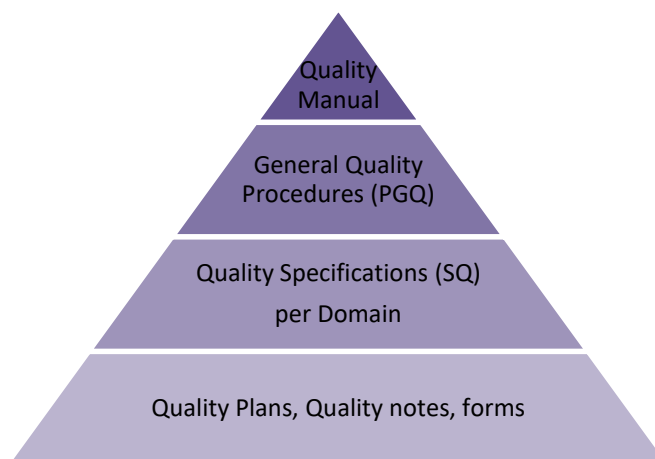 Quality
Manual
General Quality
Procedures (PGQ)
Quality Specifications (SQ)
per Domain
Quality Plans, Quality notes, forms